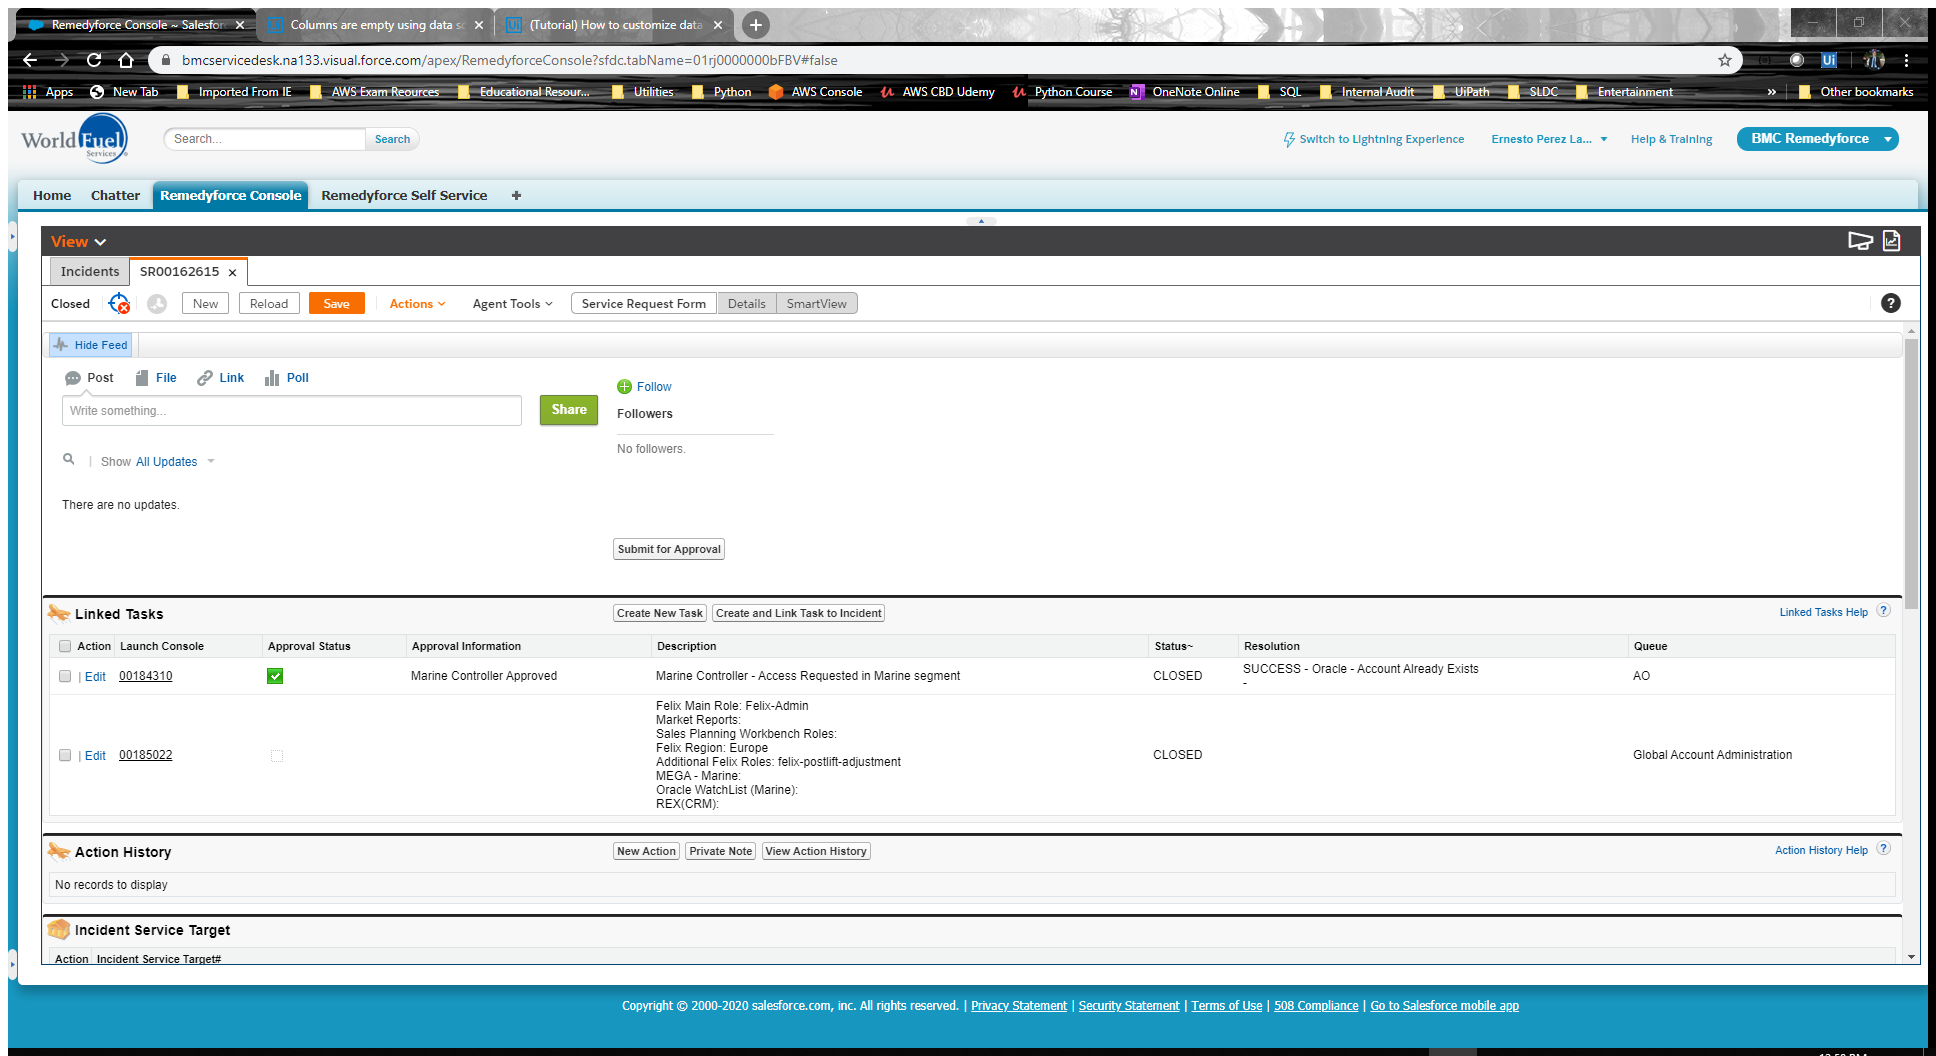 Remedyforce Console ~ Salesfor
Columns are empty using data sc
(Tutorial) How to customize data
bmcservicedesk.na133.visual.force.com/apex/RemedyforceConsole?sfdc.tabName=01rj0000000bFBV#false
Apps New Tab Imported From IE AWS Exam Reources Educational Resour... Utilities Python AWS Console AWS CBD Udemy Python Course OneNote Online SQL Internal Audit UiPath SLDC Entertainment » Other bookmarks
World Fuel Services
Search... Search
Switch to Lightning Experience Ernesto Perez La... Help & Training BMC Remedyforce
Home Chatter Remedyforce Console Remedyforce Self Service +
View
Incidents SR00162615
Closed New Reload Save Actions Agent Tools Service Request Form Details SmartView
Hide Feed
Post File Link Poll
Write something... Share
Follow
Followers
No followers.
Show All Updates
There are no updates.
Submit for Approval
Linked Tasks Create New Task Create and Link Task to Incident Linked Tasks Help ?
Action Launch Console Approval Status Approval Information Description Status~ Resolution Queue
| Edit 00184310 Marine Controller Approved Marine Controller - Access Requested in Marine segment CLOSED SUCCESS - Oracle - Account Already Exists AO
-
Felix Main Role: Felix-Admin
Market Reports:
Sales Planning Workbench Roles:
Felix Region: Europe
| Edit 00185022 CLOSED Global Account Administration
Additional Felix Roles: felix-postlift-adjustment
MEGA - Marine:
Oracle WatchList (Marine):
REX(CRM):
Action History New Action Private Note View Action History Action History Help ?
No records to display
Incident Service Target
Action Incident Service Target#
Copyright © 2000-2020 salesforce.com, inc. All rights reserved. | Privacy Statement | Security Statement | Terms of Use | 508 Compliance | Go to Salesforce mobile app